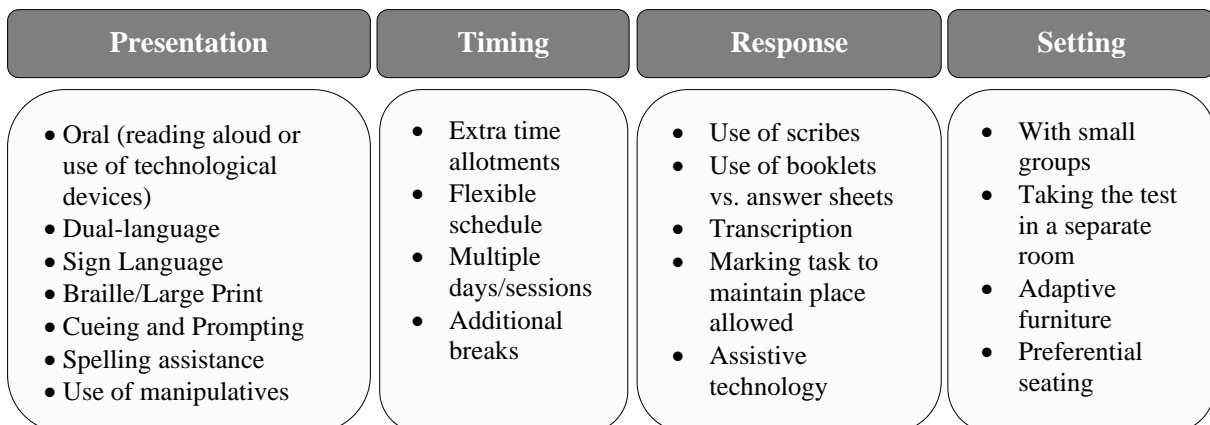 Presentation
• Oral (reading aloud or
use of technological
devices)
• Dual-language
• Sign Language
• Braille/Large Print
• Cueing and Prompting
• Spelling assistance
• Use of manipulatives
Timing
• Extra time
allotments
• Flexible
schedule
• Multiple
days/sessions
• Additional
breaks
Response
• Use of scribes
• Use of booklets
vs. answer sheets
• Transcription
• Marking task to
maintain place
allowed
• Assistive
technology
Setting
• With small
groups
• Taking the test
in a separate
room
• Adaptive
furniture
• Preferential
seating